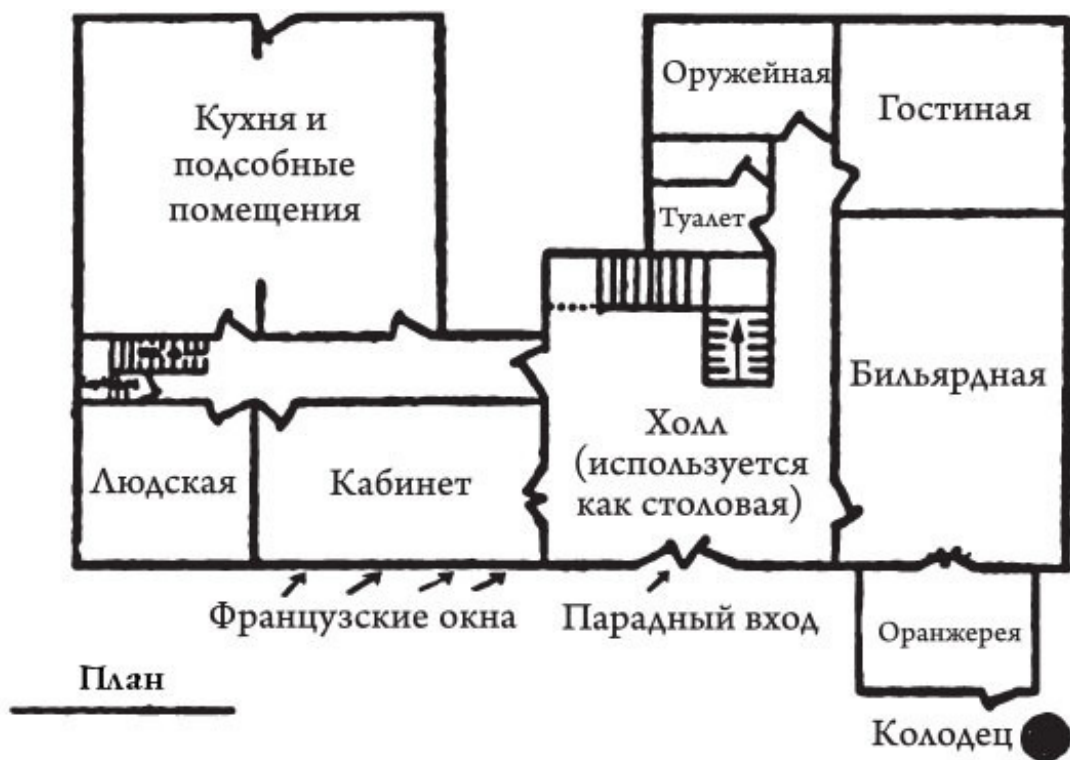 Оружейная
Гостиная
Кухня и
подсобные
помещения
Туалет
Бильярдная
Холл
(используется
как столовая)
Людская
Кабинет
Французские окна
Парадный вход
Оранжерея
План
Колодец